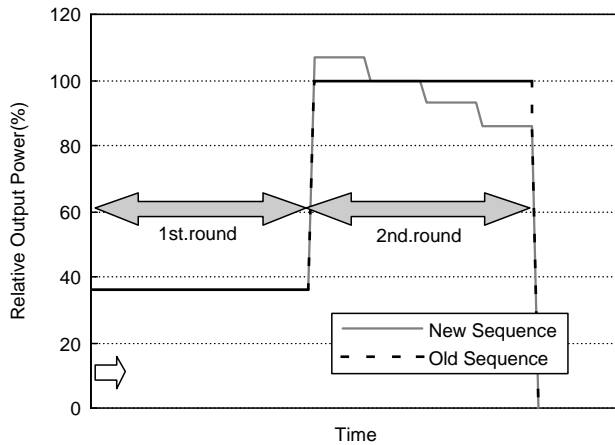 120
100
80
60
40
20
0
Relative Output Power(%)
1st.round
2nd.round
New Sequence
Old Sequence
Time